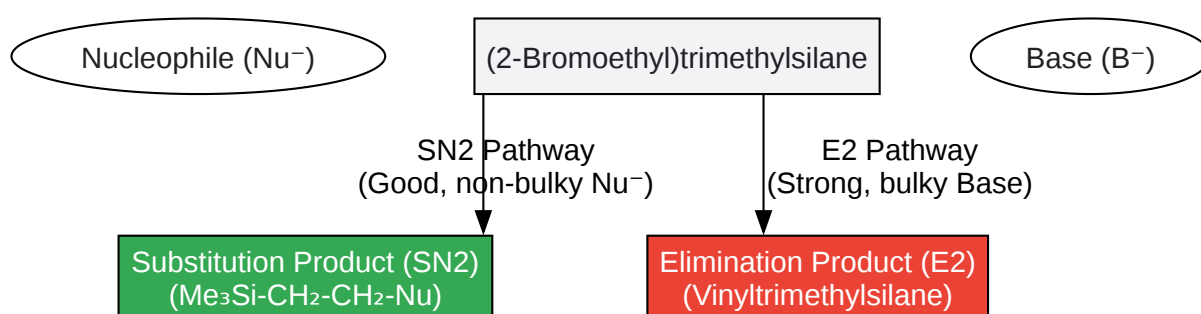 Nucleophile (Nu⁻)
(2-Bromoethyl)trimethylsilane
Base (B⁻)
SN2 Pathway
(Good, non-bulky Nu⁻)
E2 Pathway
(Strong, bulky Base)
Substitution Product (SN2)
(Me₃Si-CH₂-CH₂-Nu)
Elimination Product (E2)
(Vinyltrimethylsilane)